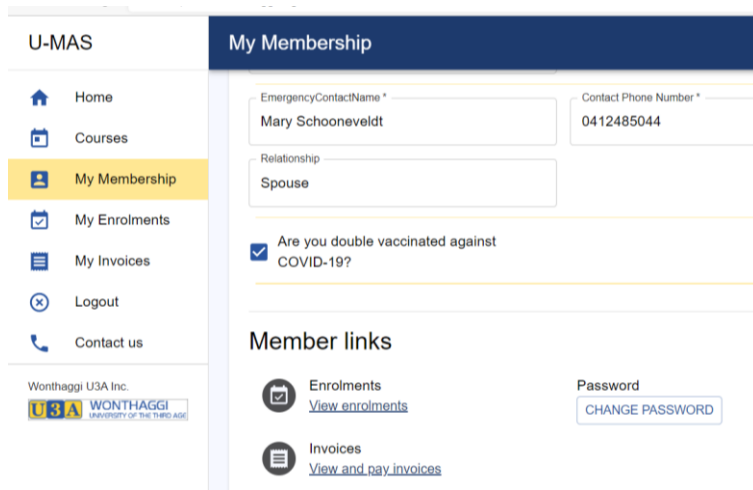 U-MAS
My Membership
Home
Courses
My Membership
My Enrolments
My Invoices
Logout
Contact us
Wonthaggi U3A Inc.
U3A WONTHAGGI
UNIVERSITY OF THE THIRD AGE
EmergencyContactName *
Mary Schooneveldt
Contact Phone Number *
0412485044
Relationship
Spouse
Are you double vaccinated against
COVID-19?
Member links
Enrolments
View enrolments
Password
CHANGE PASSWORD
Invoices
View and pay invoices